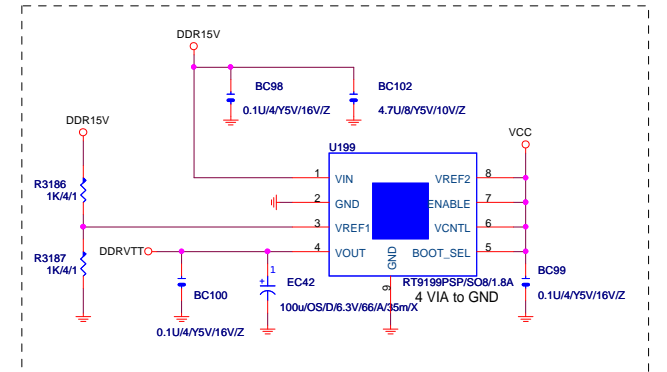 DDR15V
BC98
0.1U/4/Y5V/16V/Z
BC102
4.7U/8/Y5V/10V/Z
DDR15V
VCC
U199
R3186
1K/4/1
1 VIN
VREF2 8
2 GND
ENABLE 7
3 VREF1
VCNTL 6
R3187
1K/4/1
DDRVTT
4 VOUT
BOOT_SEL 5
GND
9
RT9199PSP/SO8/1.8A
4 VIA to GND
BC99
0.1U/4/Y5V/16V/Z
BC100
0.1U/4/Y5V/16V/Z
+
1
EC42
100u/OS/D/6.3V/66/A/35m/X